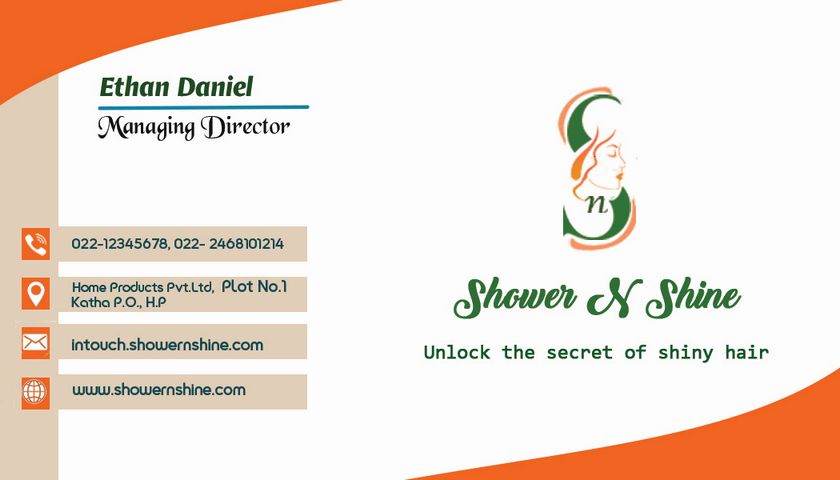 Ethan Daniel
Managing Director
022-12345678, 022- 2468101214
Home Products Pvt.Ltd, Plot No.1
Katha P.O., H.P
intouch.showernshine.com
www.showernshine.com
n
Shower N Shine
Unlock the secret of shiny hair